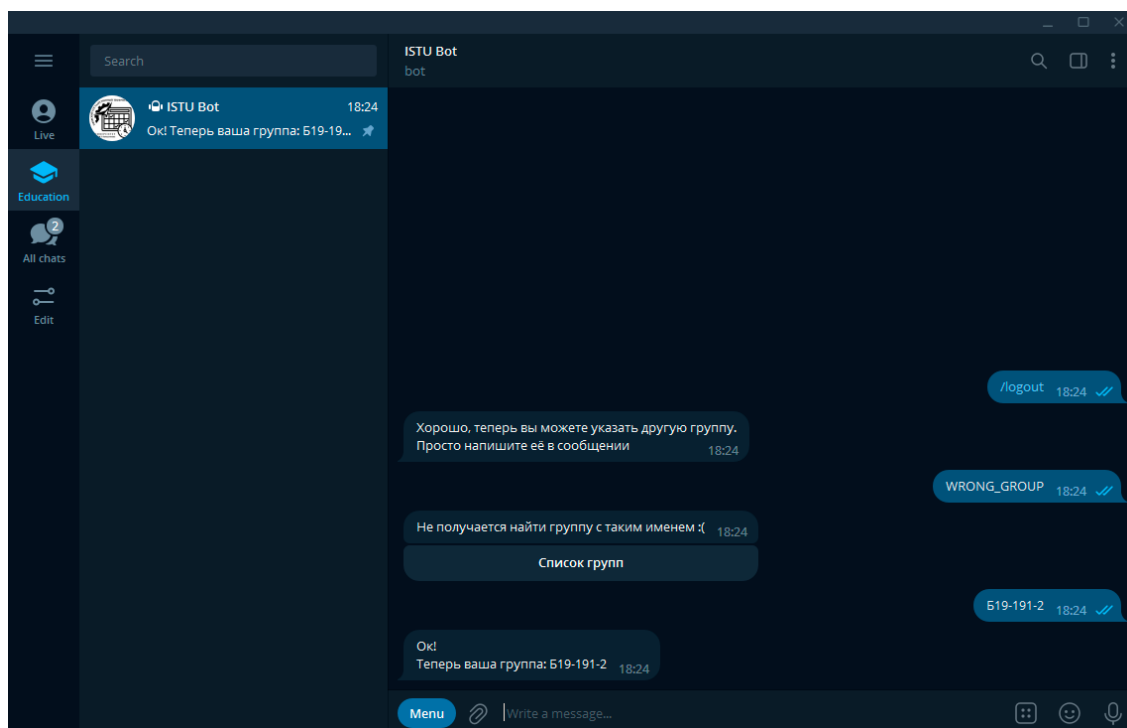 Search
ISTU Bot
bot
ISTU Bot 18:24
Ок! Теперь ваша группа: Б19-19...
Live
Education
2
All chats
Edit
/logout 18:24
Хорошо, теперь вы можете указать другую группу.
Просто напишите её в сообщении 18:24
WRONG_GROUP 18:24
Не получается найти группу с таким именем :( 18:24
Список групп
Б19-191-2 18:24
Ок!
Теперь ваша группа: Б19-191-2 18:24
Menu Write a message...